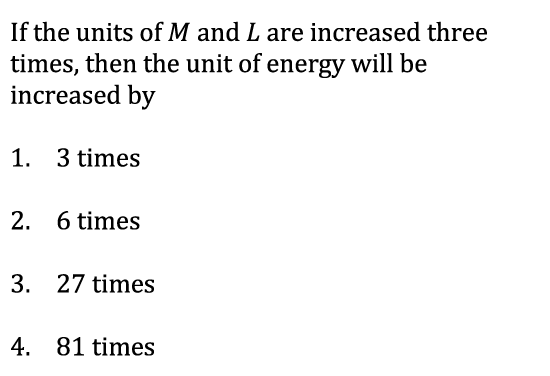 If the units of M and L are increased three
times, then the unit of energy will be
increased by
1. 3 times
2. 6 times
3. 27 times
4. 81 times